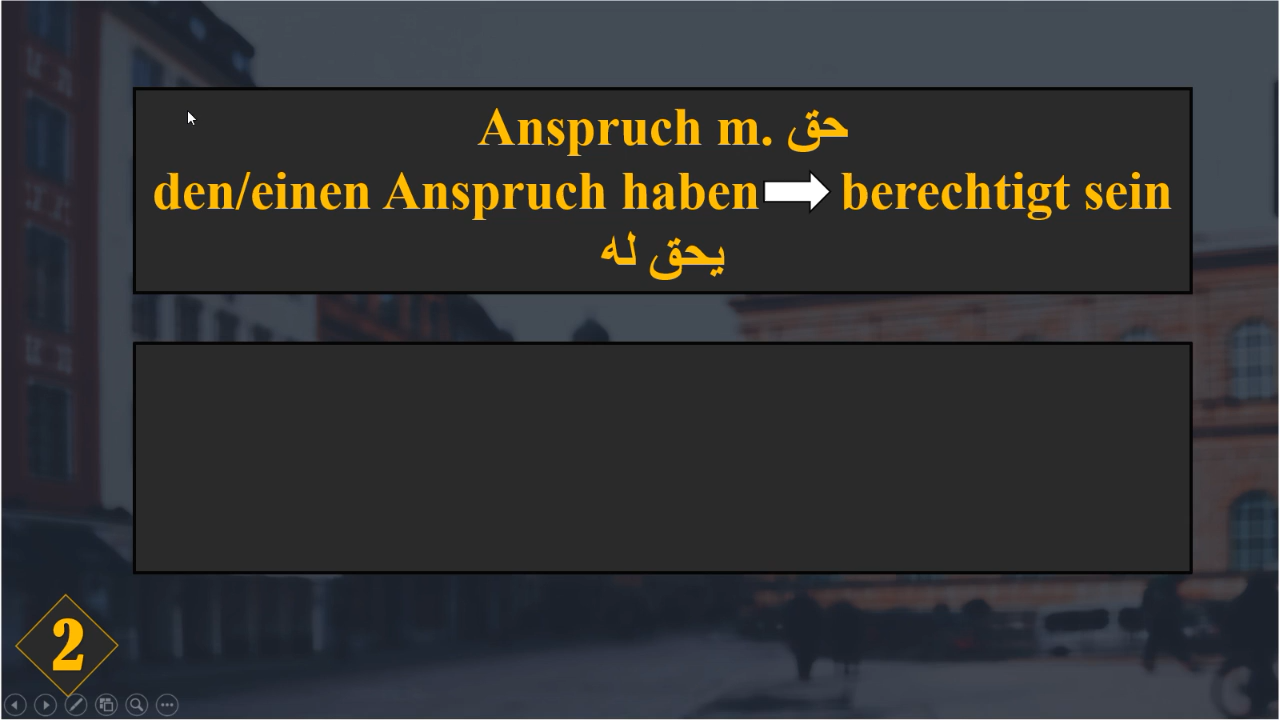 Anspruch m. حق
den/einen Anspruch haben ➡ berechtigt sein
يحق له
2